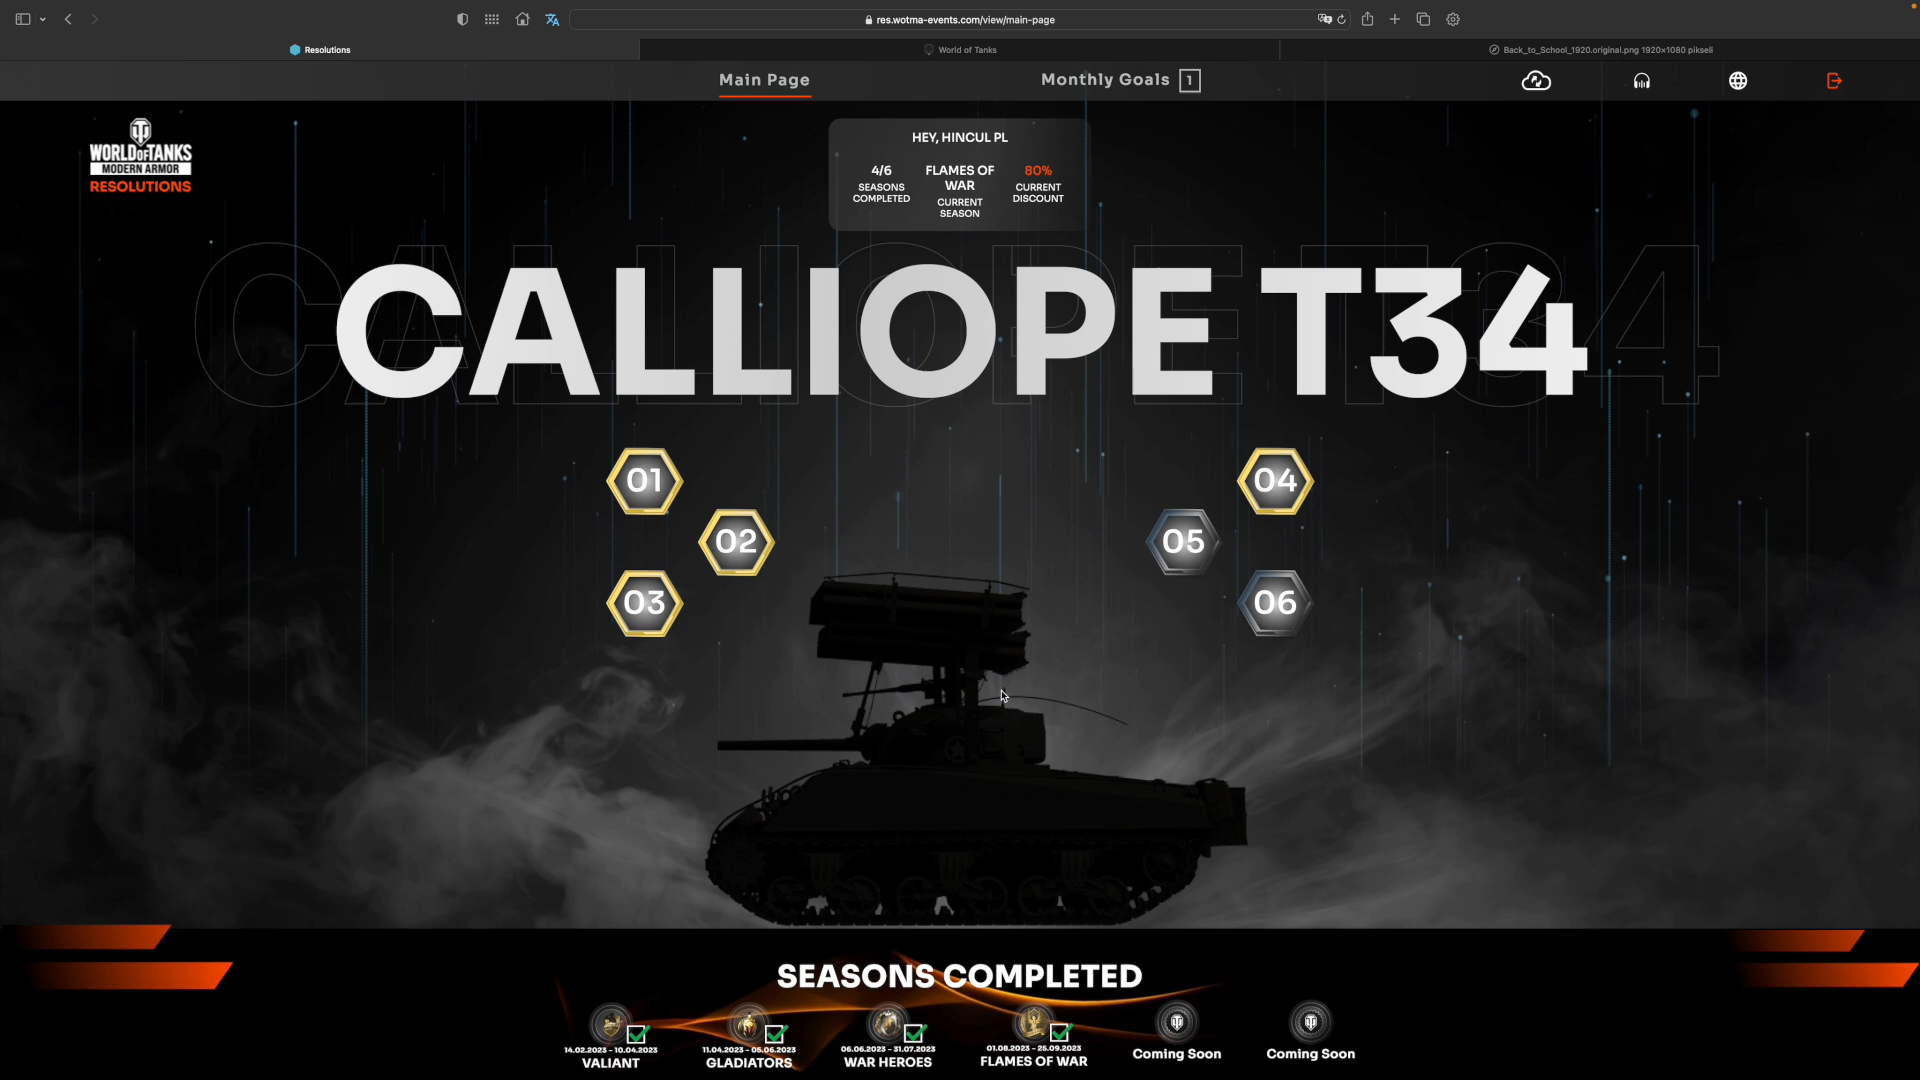 res.wotma-events.com/view/main-page
Resolutions
World of Tanks
Back_to_School_1920.original.png 1920×1080 pikseli
Main Page
Monthly Goals 1
WORLD OF TANKS
MODERN ARMOR
RESOLUTIONS
HEY, HINCUL PL
4/6
SEASONS
COMPLETED
FLAMES OF
WAR
CURRENT
SEASON
80%
CURRENT
DISCOUNT
CALLIOPE T34
CALLIOPE T34
01
02
03
04
05
06
SEASONS COMPLETED
14.02.2023 - 10.04.2023
VALIANT
11.04.2023 - 05.06.2023
GLADIATORS
06.06.2023 - 31.07.2023
WAR HEROES
01.08.2023 - 25.09.2023
FLAMES OF WAR
Coming Soon
Coming Soon